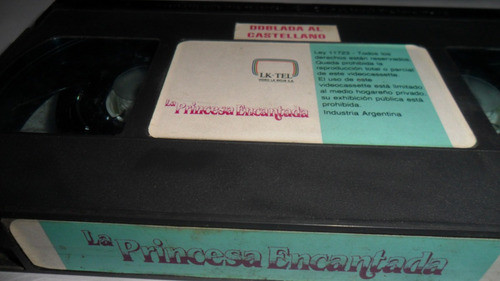 DOBLADA AL
CASTELLANO
LK-TEL
La Princesa Encantada
Ley 11723 - Todos los
derechos están reservados
Queda prohibida la
reproducción total o parcial
de este videocassette.
El uso de este
videocassette está limitado
al medio hogareño privado
su exhibición pública está
prohibida.
Industria Argentina
La Princesa Encantada